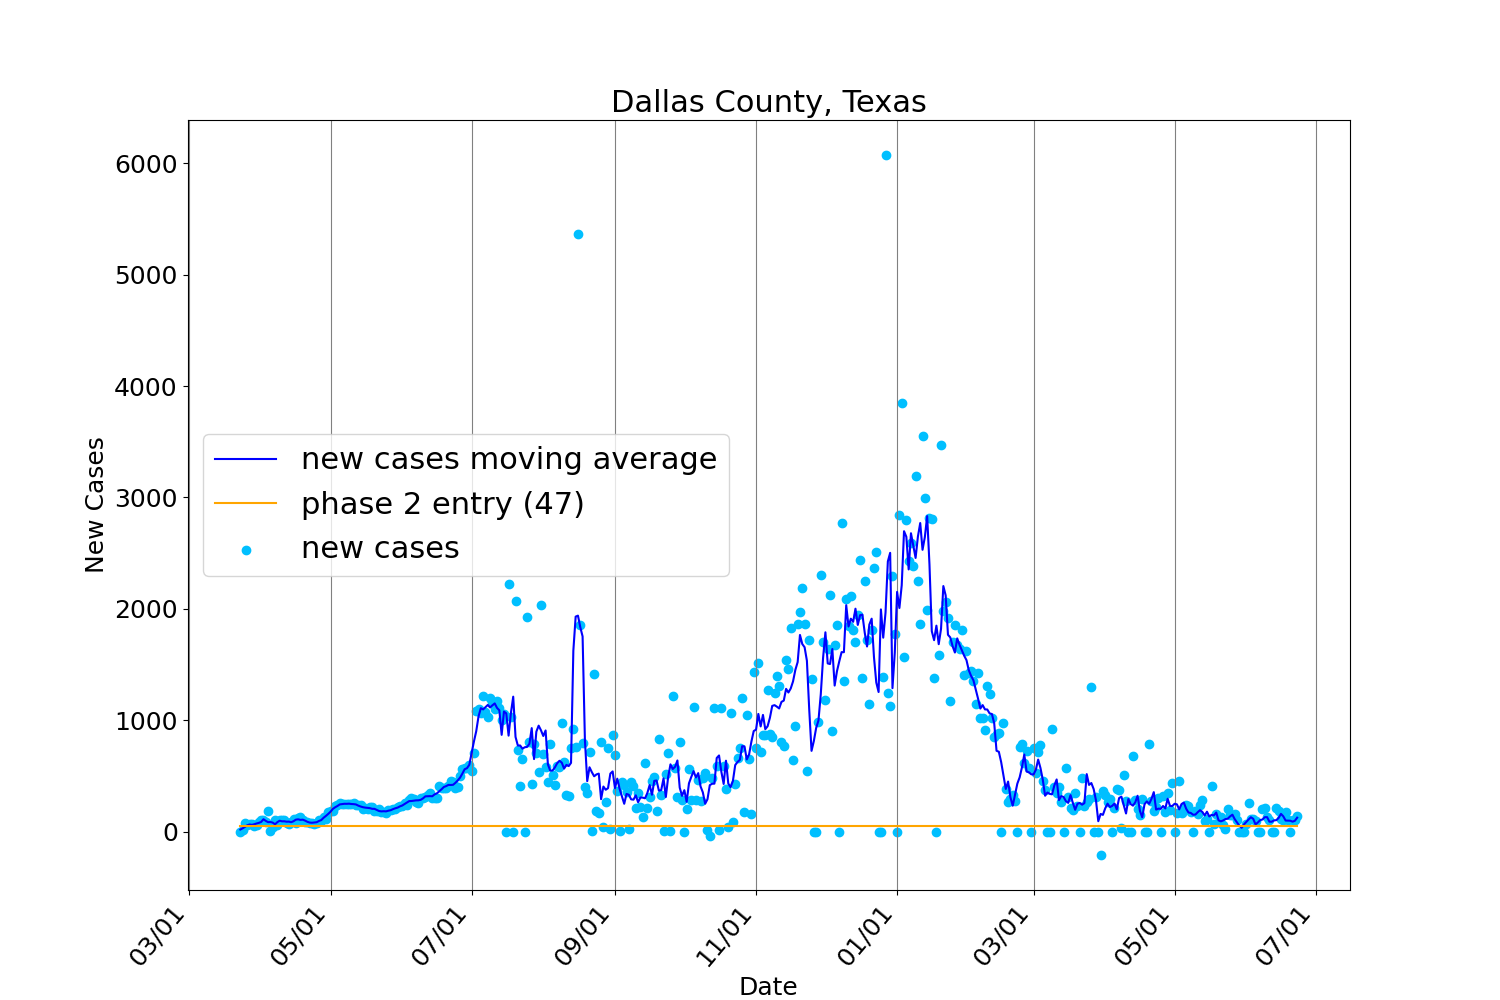 Dallas County, Texas
6000
5000
4000
3000
2000
1000
0
New Cases
new cases moving average
phase 2 entry (47)
new cases
03/01
05/01
07/01
09/01
11/01
01/01
03/01
05/01
07/01
Date